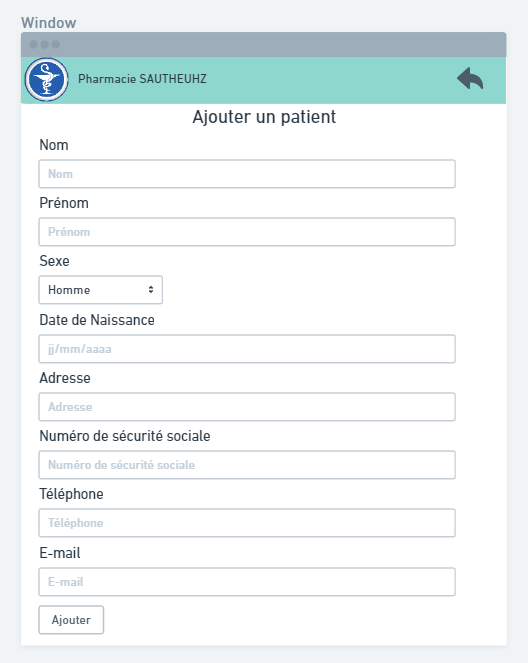 Window
Pharmacie SAUTHEUHZ
Ajouter un patient
Nom
Nom
Prénom
Prénom
Sexe
Homme
Date de Naissance
jj/mm/aaaa
Adresse
Adresse
Numéro de sécurité sociale
Numéro de sécurité sociale
Téléphone
Téléphone
E-mail
E-mail
Ajouter